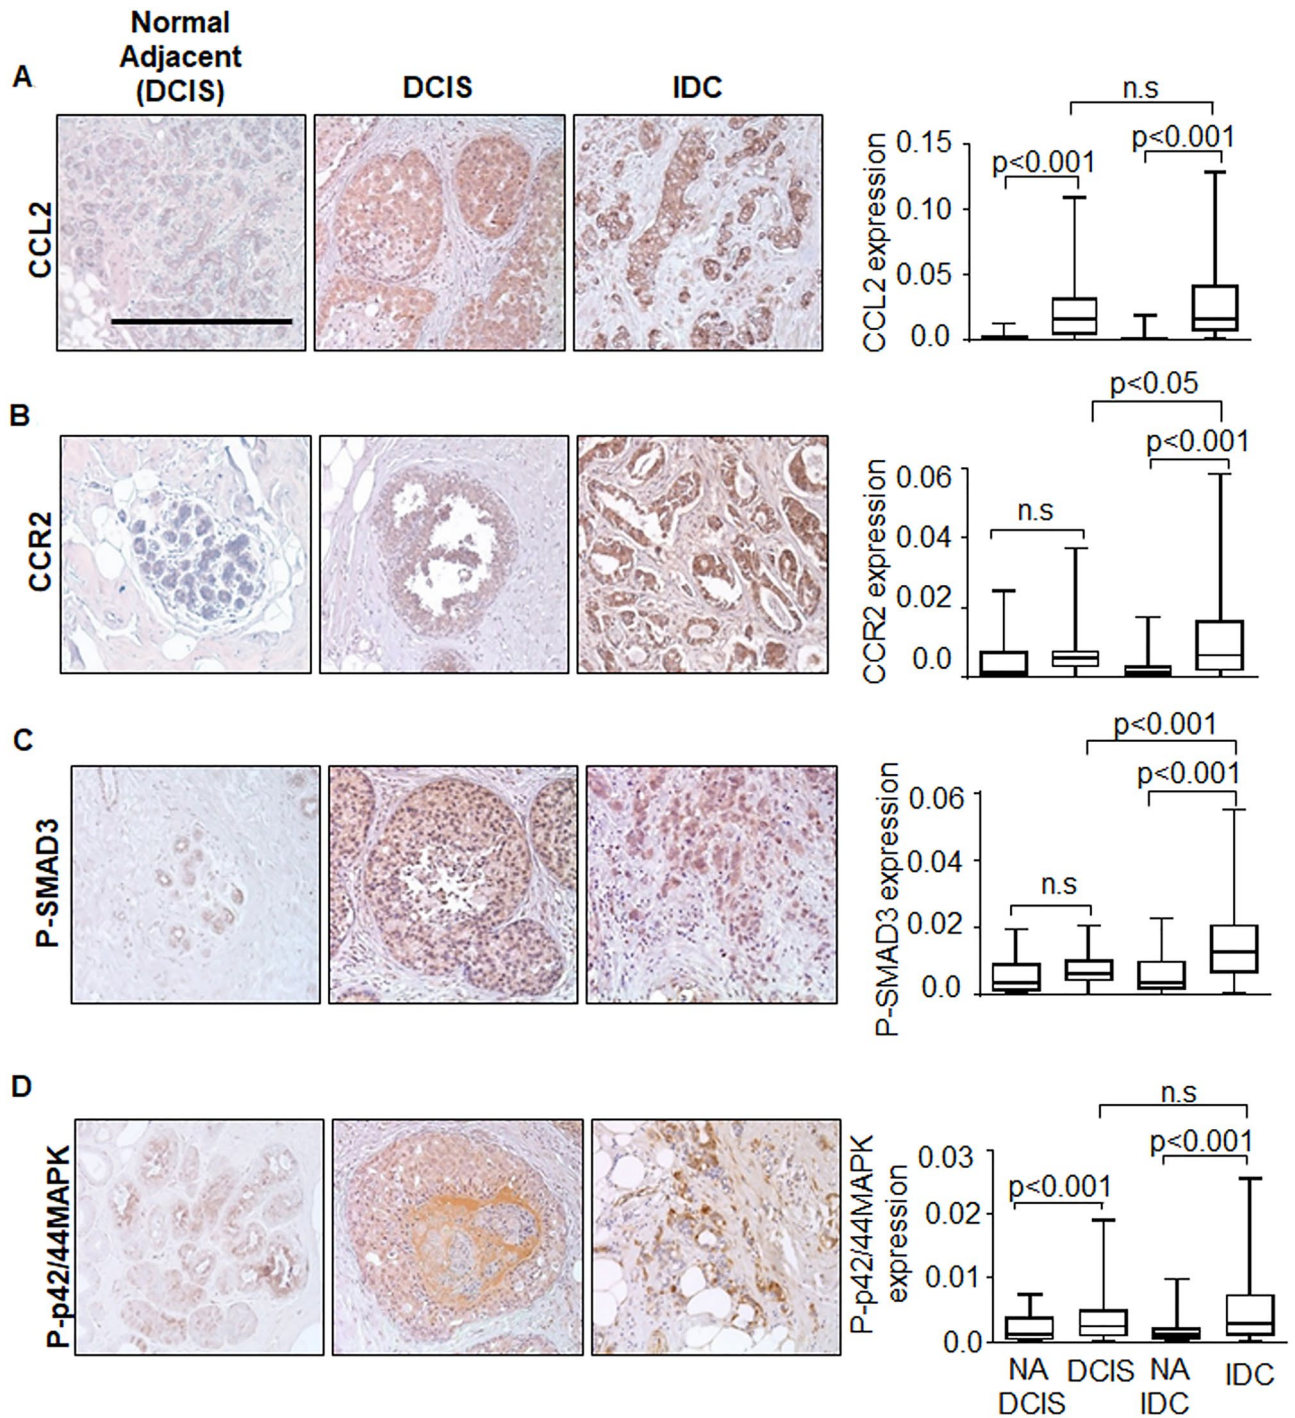 Normal
Adjacent
(DCIS)
DCIS
IDC
A
CCL2
CCL2 expression
n.s
p<0.001
p<0.001
0.15
0.10
0.05
0.0
B
CCR2
CCR2 expression
p<0.05
p<0.001
n.s
0.06
0.04
0.02
0.0
C
P-SMAD3
P-SMAD3 expression
p<0.001
p<0.001
n.s
0.06
0.04
0.02
0.0
D
P-p42/44MAPK
P-p42/44MAPK
expression
n.s
p<0.001
p<0.001
0.03
0.02
0.01
0.0
NA
DCIS
DCIS
NA
IDC
IDC